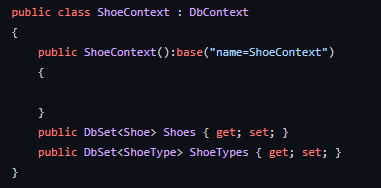 public class ShoeContext : DbContext
{
    public ShoeContext():base("name=ShoeContext")
    {

    }
    public DbSet<Shoe> Shoes { get; set; }
    public DbSet<ShoeType> ShoeTypes { get; set; }
}